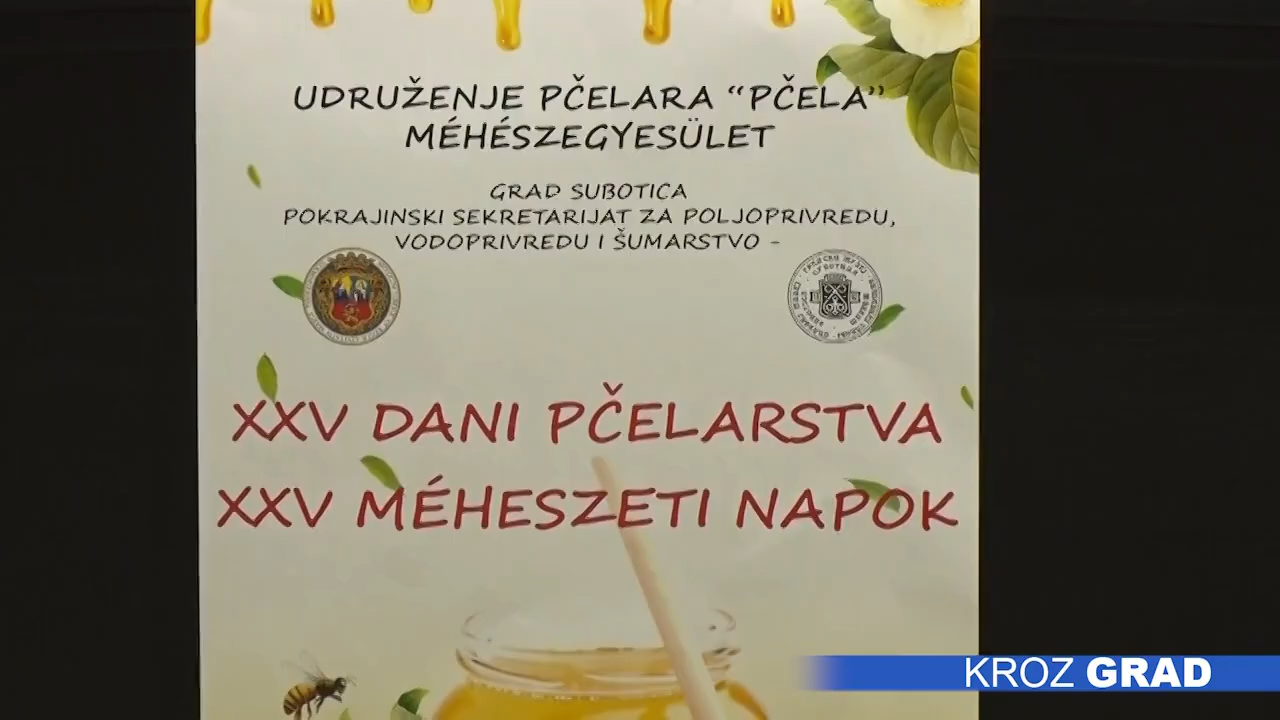 UDRUŽENJE PČELARA “PČELA”
MÉHÉSZEGYESÜLET
GRAD SUBOTICA
POKRAJINSKI SEKRETARIJAT ZA POLJOPRIVREDU,
VODOPRIVREDU I ŠUMARSTVO -
XXV DANI PČELARSTVA
XXV MÉHESZETI NAPOK
KROZ GRAD